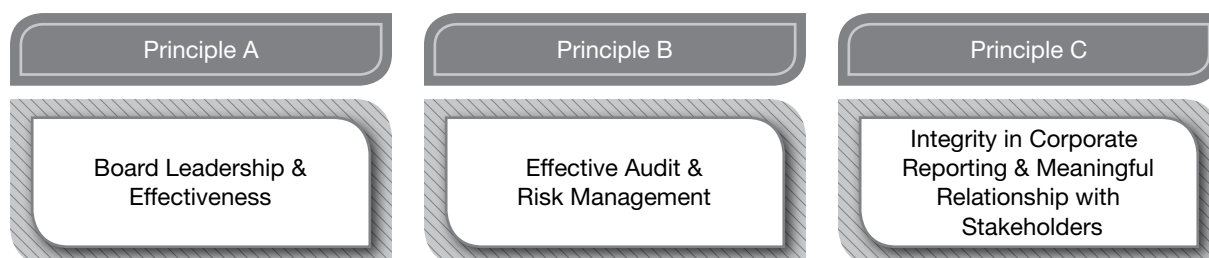 Principle A
Board Leadership &
Effectiveness
Principle B
Effective Audit &
Risk Management
Principle C
Integrity in Corporate
Reporting & Meaningful
Relationship with
Stakeholders